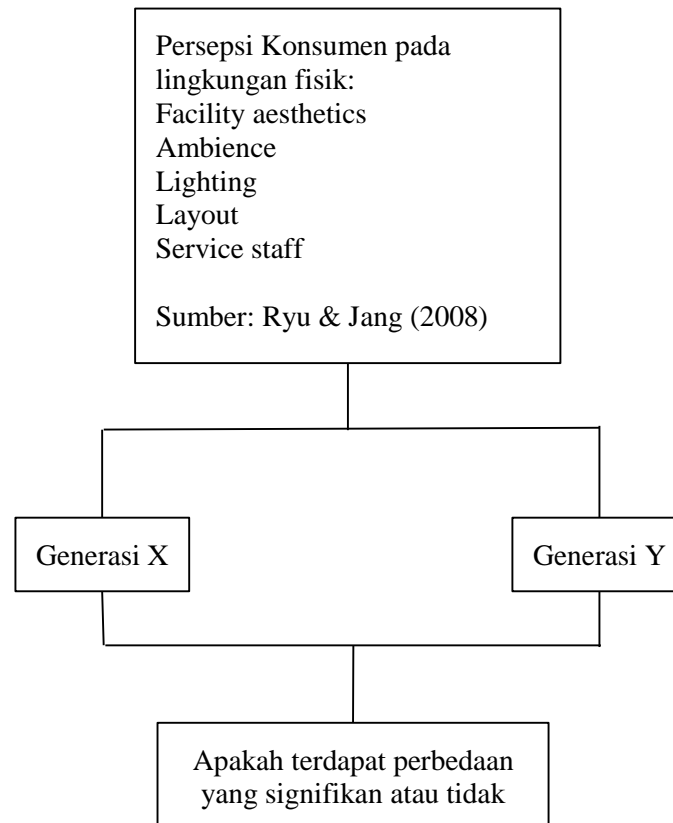 Persepsi Konsumen pada
lingkungan fisik:
Facility aesthetics
Ambience
Lighting
Layout
Service staff
Sumber: Ryu & Jang (2008)
Generasi X
Generasi Y
Apakah terdapat perbedaan
yang signifikan atau tidak